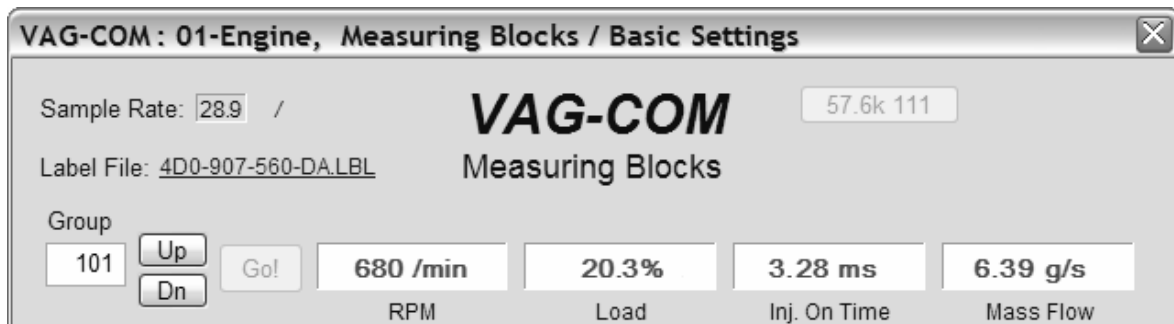 VAG-COM : 01-Engine, Measuring Blocks / Basic Settings
Sample Rate: 28.9 /
VAG-COM
57.6k 111
Label File: 4D0-907-560-DA.LBL
Measuring Blocks
Group
101
Up
Dn
Go!
680 /min
20.3%
3.28 ms
6.39 g/s
RPM
Load
Inj. On Time
Mass Flow